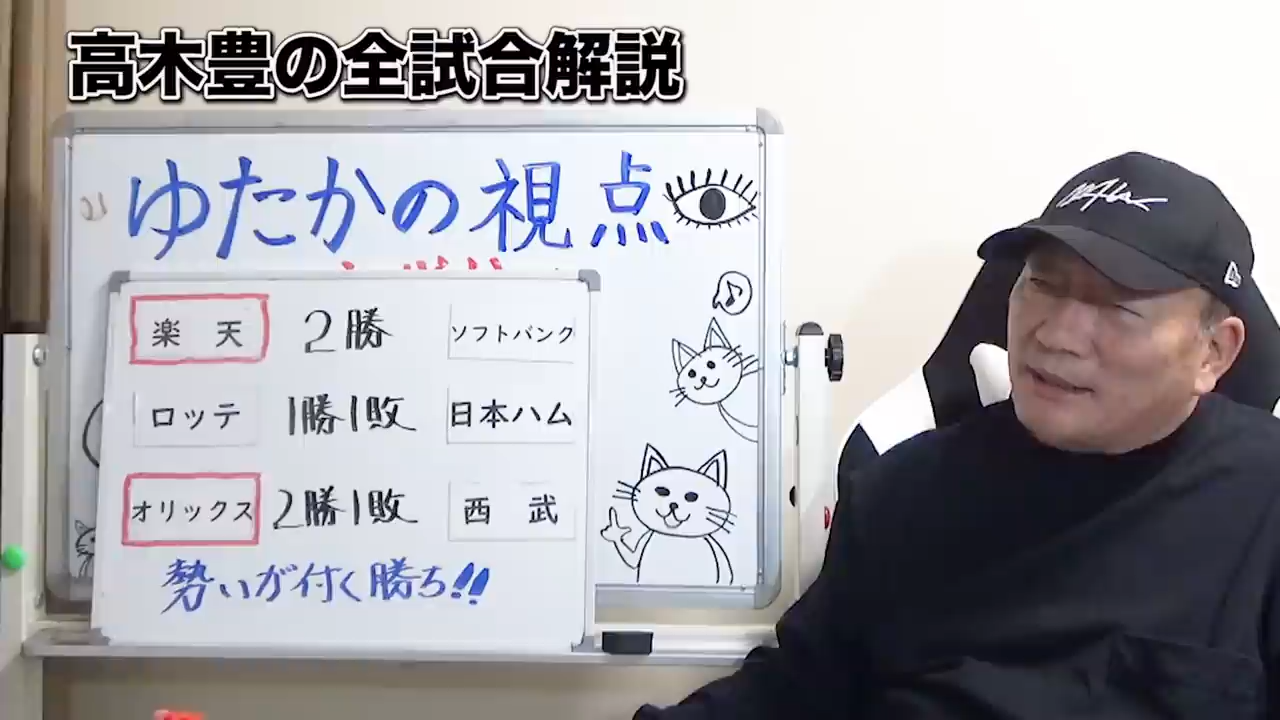 高木豊の全試合解説
ゆたかの視点
楽 天 2勝 ソフトバンク
ロッテ 1勝1敗 日本ハム
オリックス 2勝1敗 西 武
勢いが付く勝ち!!